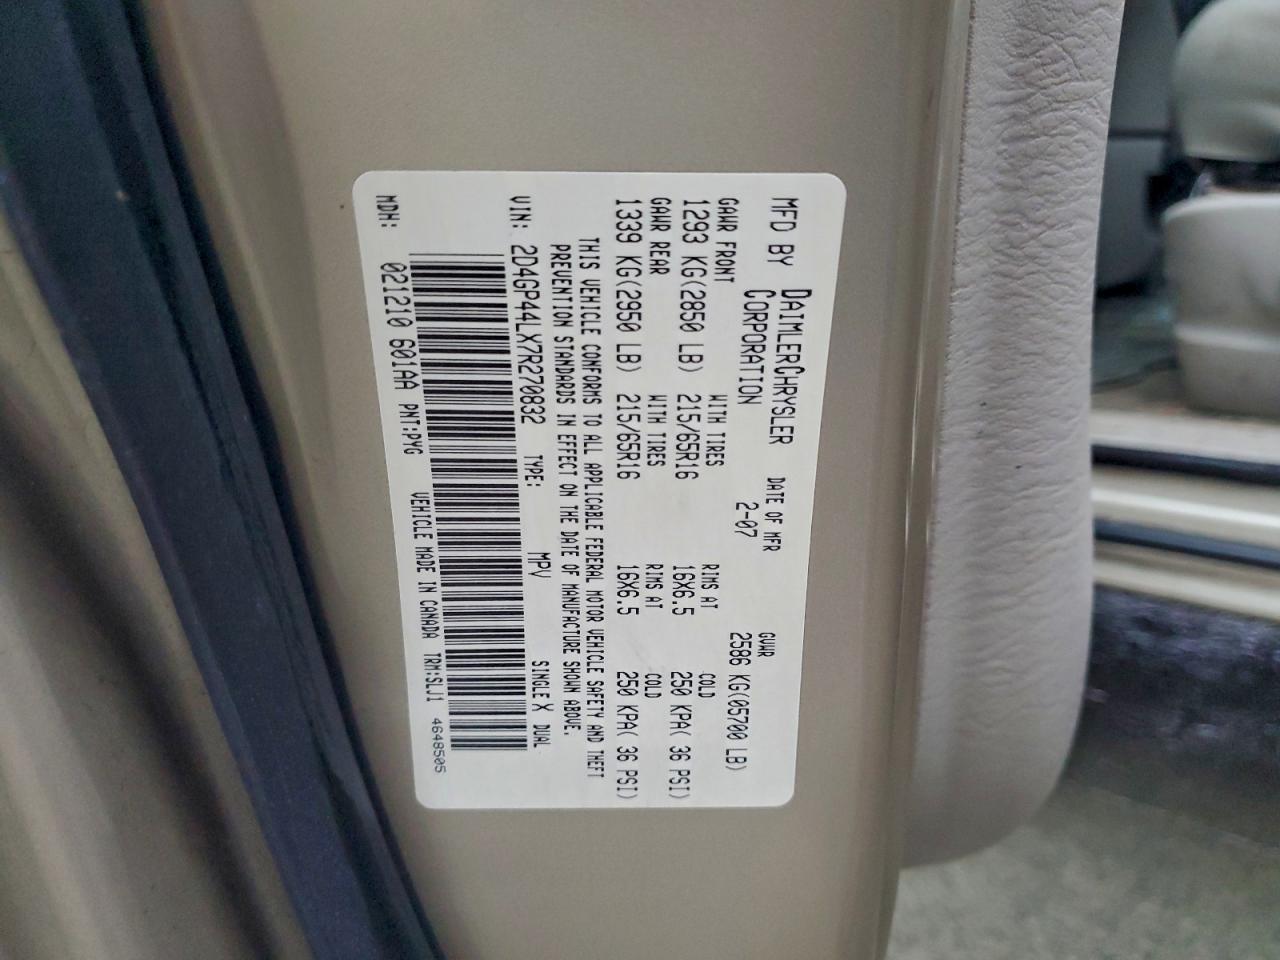 MFD BY DAIMLERCHRYSLER CORPORATION DATE OF MFR 2-07 GVWR 2586 KG(05700 LB)
GAWR FRONT WITH TIRES RIMS AT COLD
1293 KG(2850 LB) 215/65R16 16X6.5 250 KPA( 36 PSI)
GAWR REAR WITH TIRES RIMS AT COLD
1339 KG(2950 LB) 215/65R16 16X6.5 250 KPA( 36 PSI)
THIS VEHICLE CONFORMS TO ALL APPLICABLE FEDERAL MOTOR VEHICLE SAFETY AND THEFT
PREVENTION STANDARDS IN EFFECT ON THE DATE OF MANUFACTURE SHOWN ABOVE.
VIN: 2D4GP44LX7R270832 TYPE: MPV SINGLE X DUAL
MDH: 021210 601AA PNT:PYG VEHICLE MADE IN CANADA TRM:SLJ1 4648505